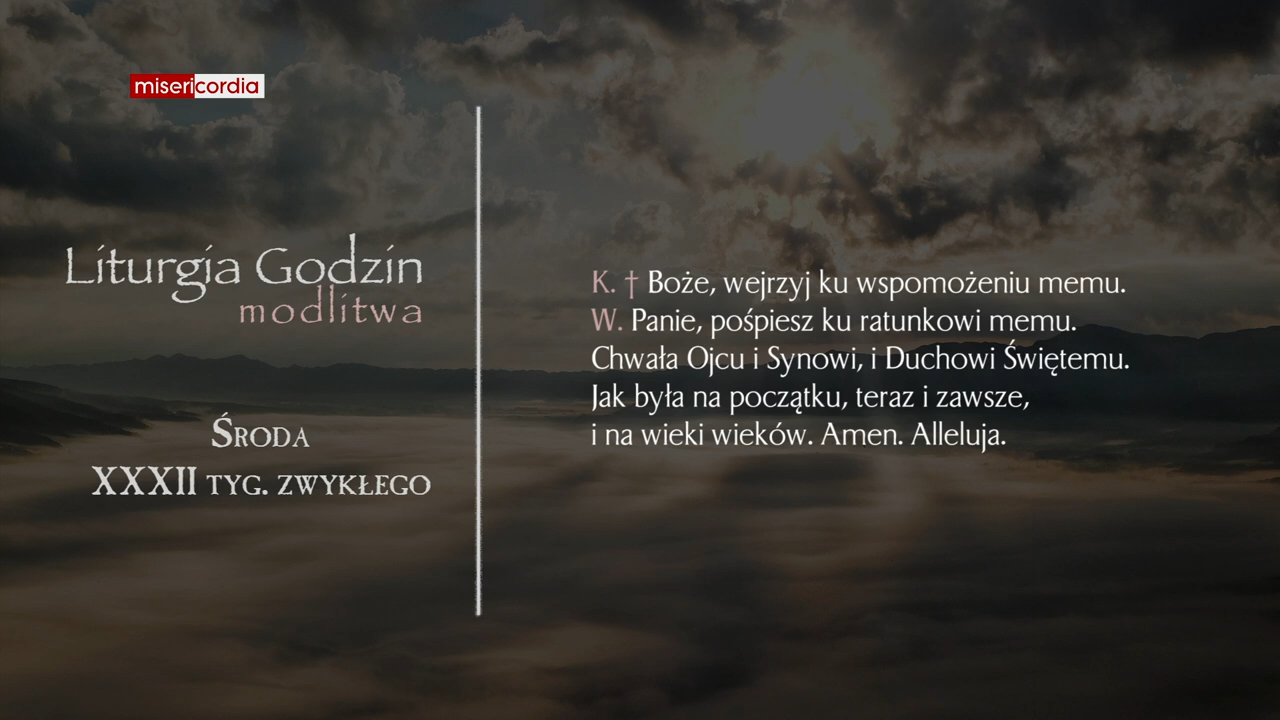 misericordia
Liturgia Godzin
modlitwa
Środa
XXXII tyg. zwykłego
K. † Boże, wejrzyj ku wspomożeniu memu.
W. Panie, pośpiesz ku ratunkowi memu.
Chwała Ojcu i Synowi, i Duchowi Świętemu.
Jak była na początku, teraz i zawsze,
i na wieki wieków. Amen. Alleluja.